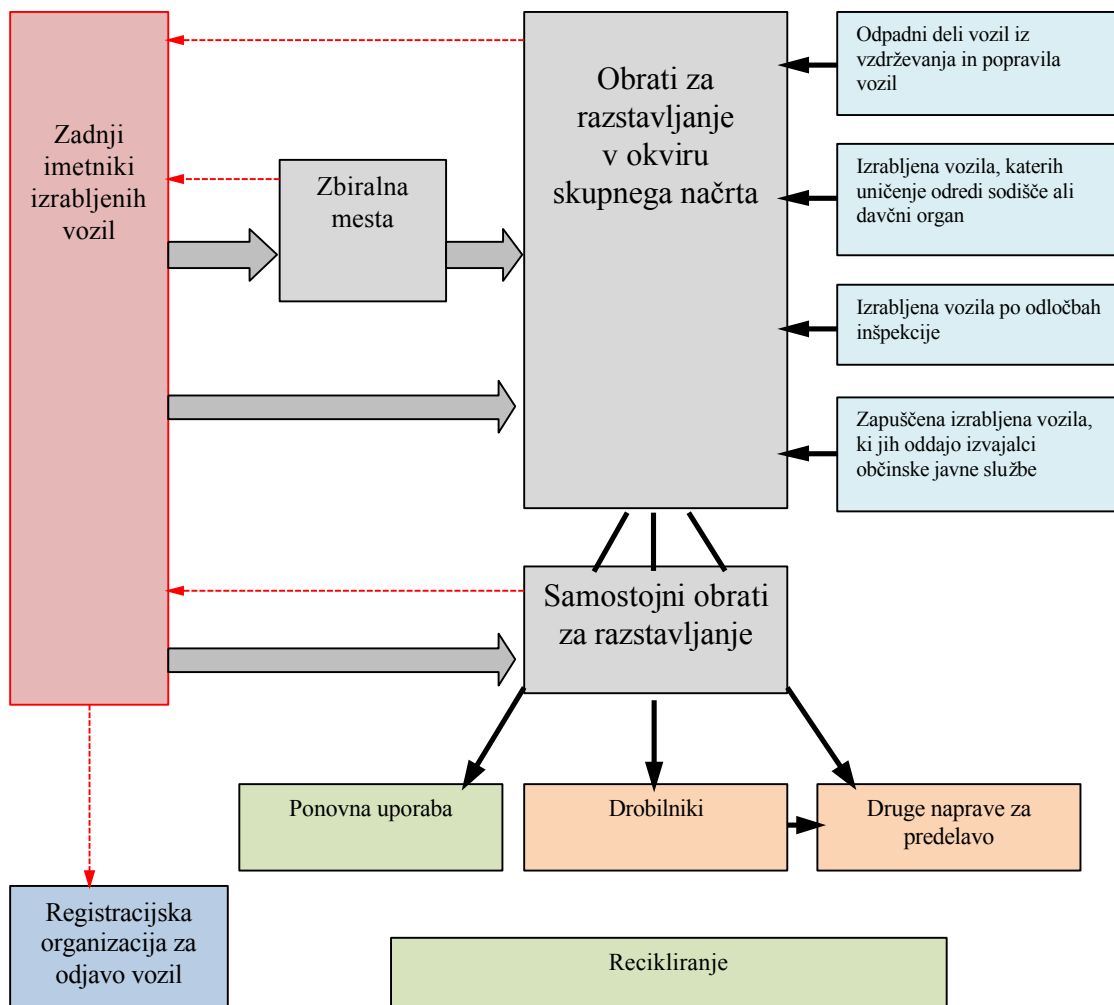 Zadnji
imetniki
izrabljenih
vozil
Zbiralna
mesta
Obrati za
razstavljanje
v okviru
skupnega načrta
Odpadni deli vozil iz
vzdrževanja in popravila
vozil
Izrabljena vozila, katerih
uničenje odredi sodišče ali
davčni organ
Izrabljena vozila po odločbah
inšpekcije
Zapuščena izrabljena vozila,
ki jih oddajo izvajalci
občinske javne službe
Samostojni obrati
za razstavljanje
Ponovna uporaba
Drobilniki
Druge naprave za
predelavo
Registracijska
organizacija za
odjavo vozil
Recikliranje